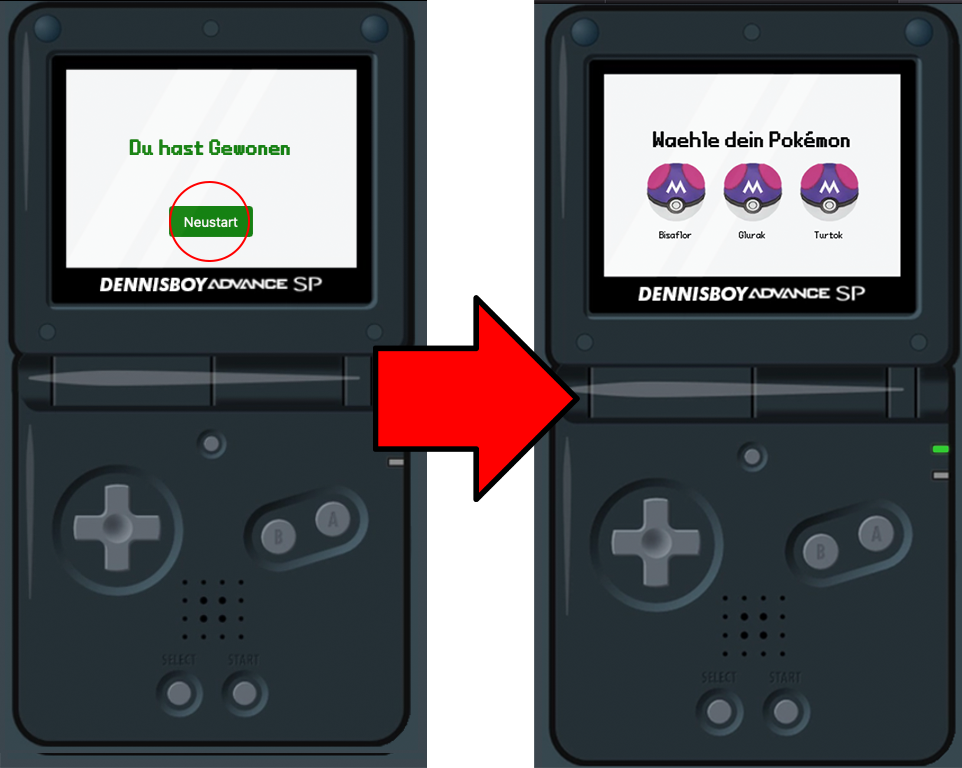 Du hast Gewonen
Neustart
DENNISBOY ADVANCE SP
B
A
SELECT
START
Waehle dein Pokémon
M
M
M
Bisaflor
Glurak
Turtok
DENNISBOY ADVANCE SP
B
A
SELECT
START